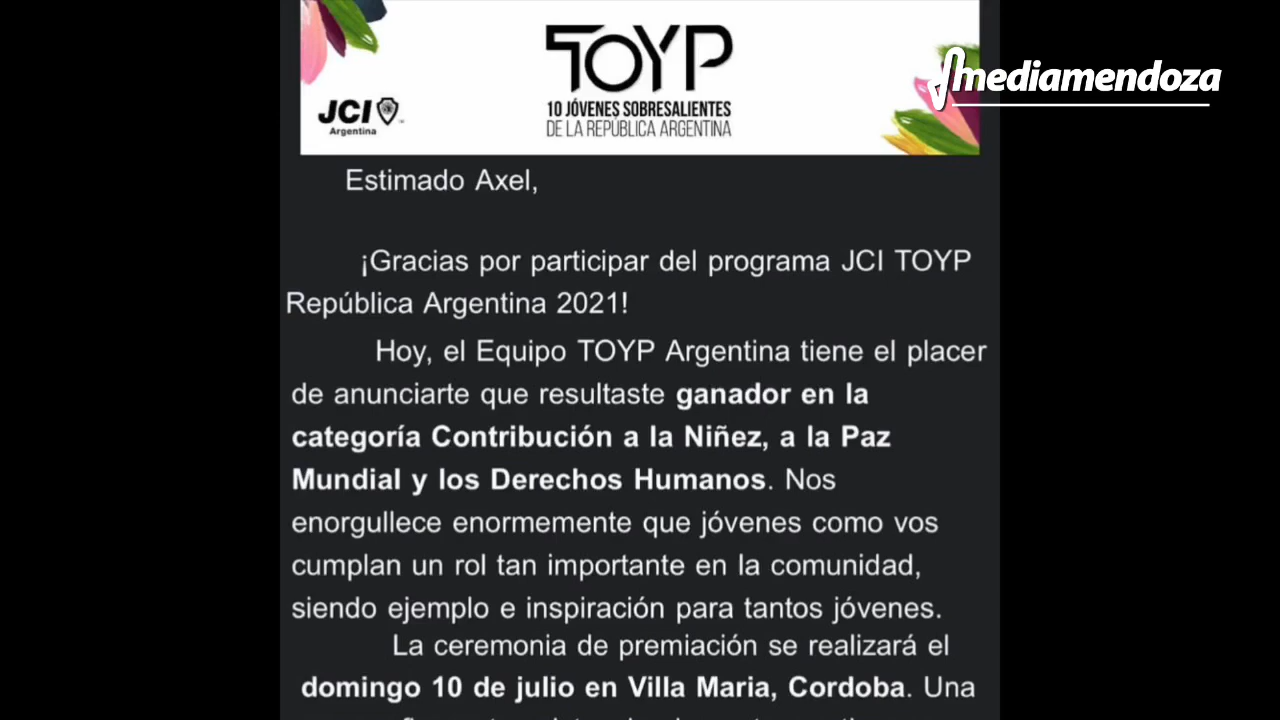 TOYP
10 JÓVENES SOBRESALIENTES
DE LA REPÚBLICA ARGENTINA
JCI
Argentina
mediamendoza
Estimado Axel,
¡Gracias por participar del programa JCI TOYP
República Argentina 2021!
Hoy, el Equipo TOYP Argentina tiene el placer
de anunciarte que resultaste ganador en la
categoría Contribución a la Niñez, a la Paz
Mundial y los Derechos Humanos. Nos
enorgullece enormemente que jóvenes como vos
cumplan un rol tan importante en la comunidad,
siendo ejemplo e inspiración para tantos jóvenes.
La ceremonia de premiación se realizará el
domingo 10 de julio en Villa Maria, Cordoba. Una